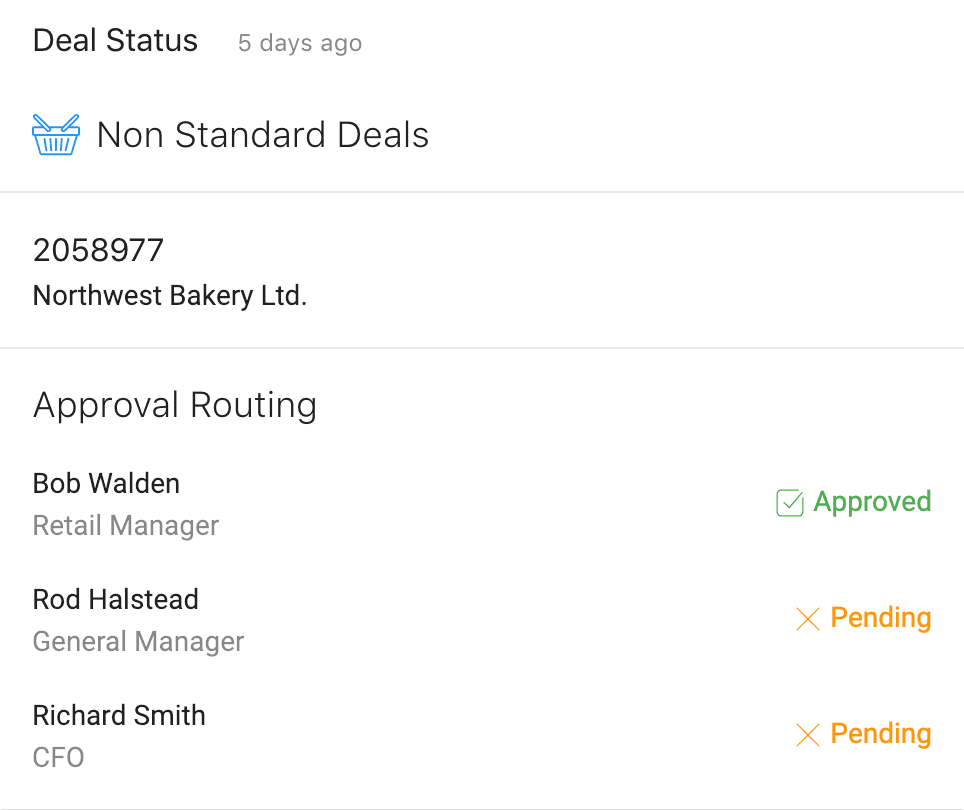 Deal Status 5 days ago
Non Standard Deals
2058977
Northwest Bakery Ltd.
Approval Routing
Bob Walden
Retail Manager
Approved
Rod Halstead
General Manager
Pending
Richard Smith
CFO
Pending